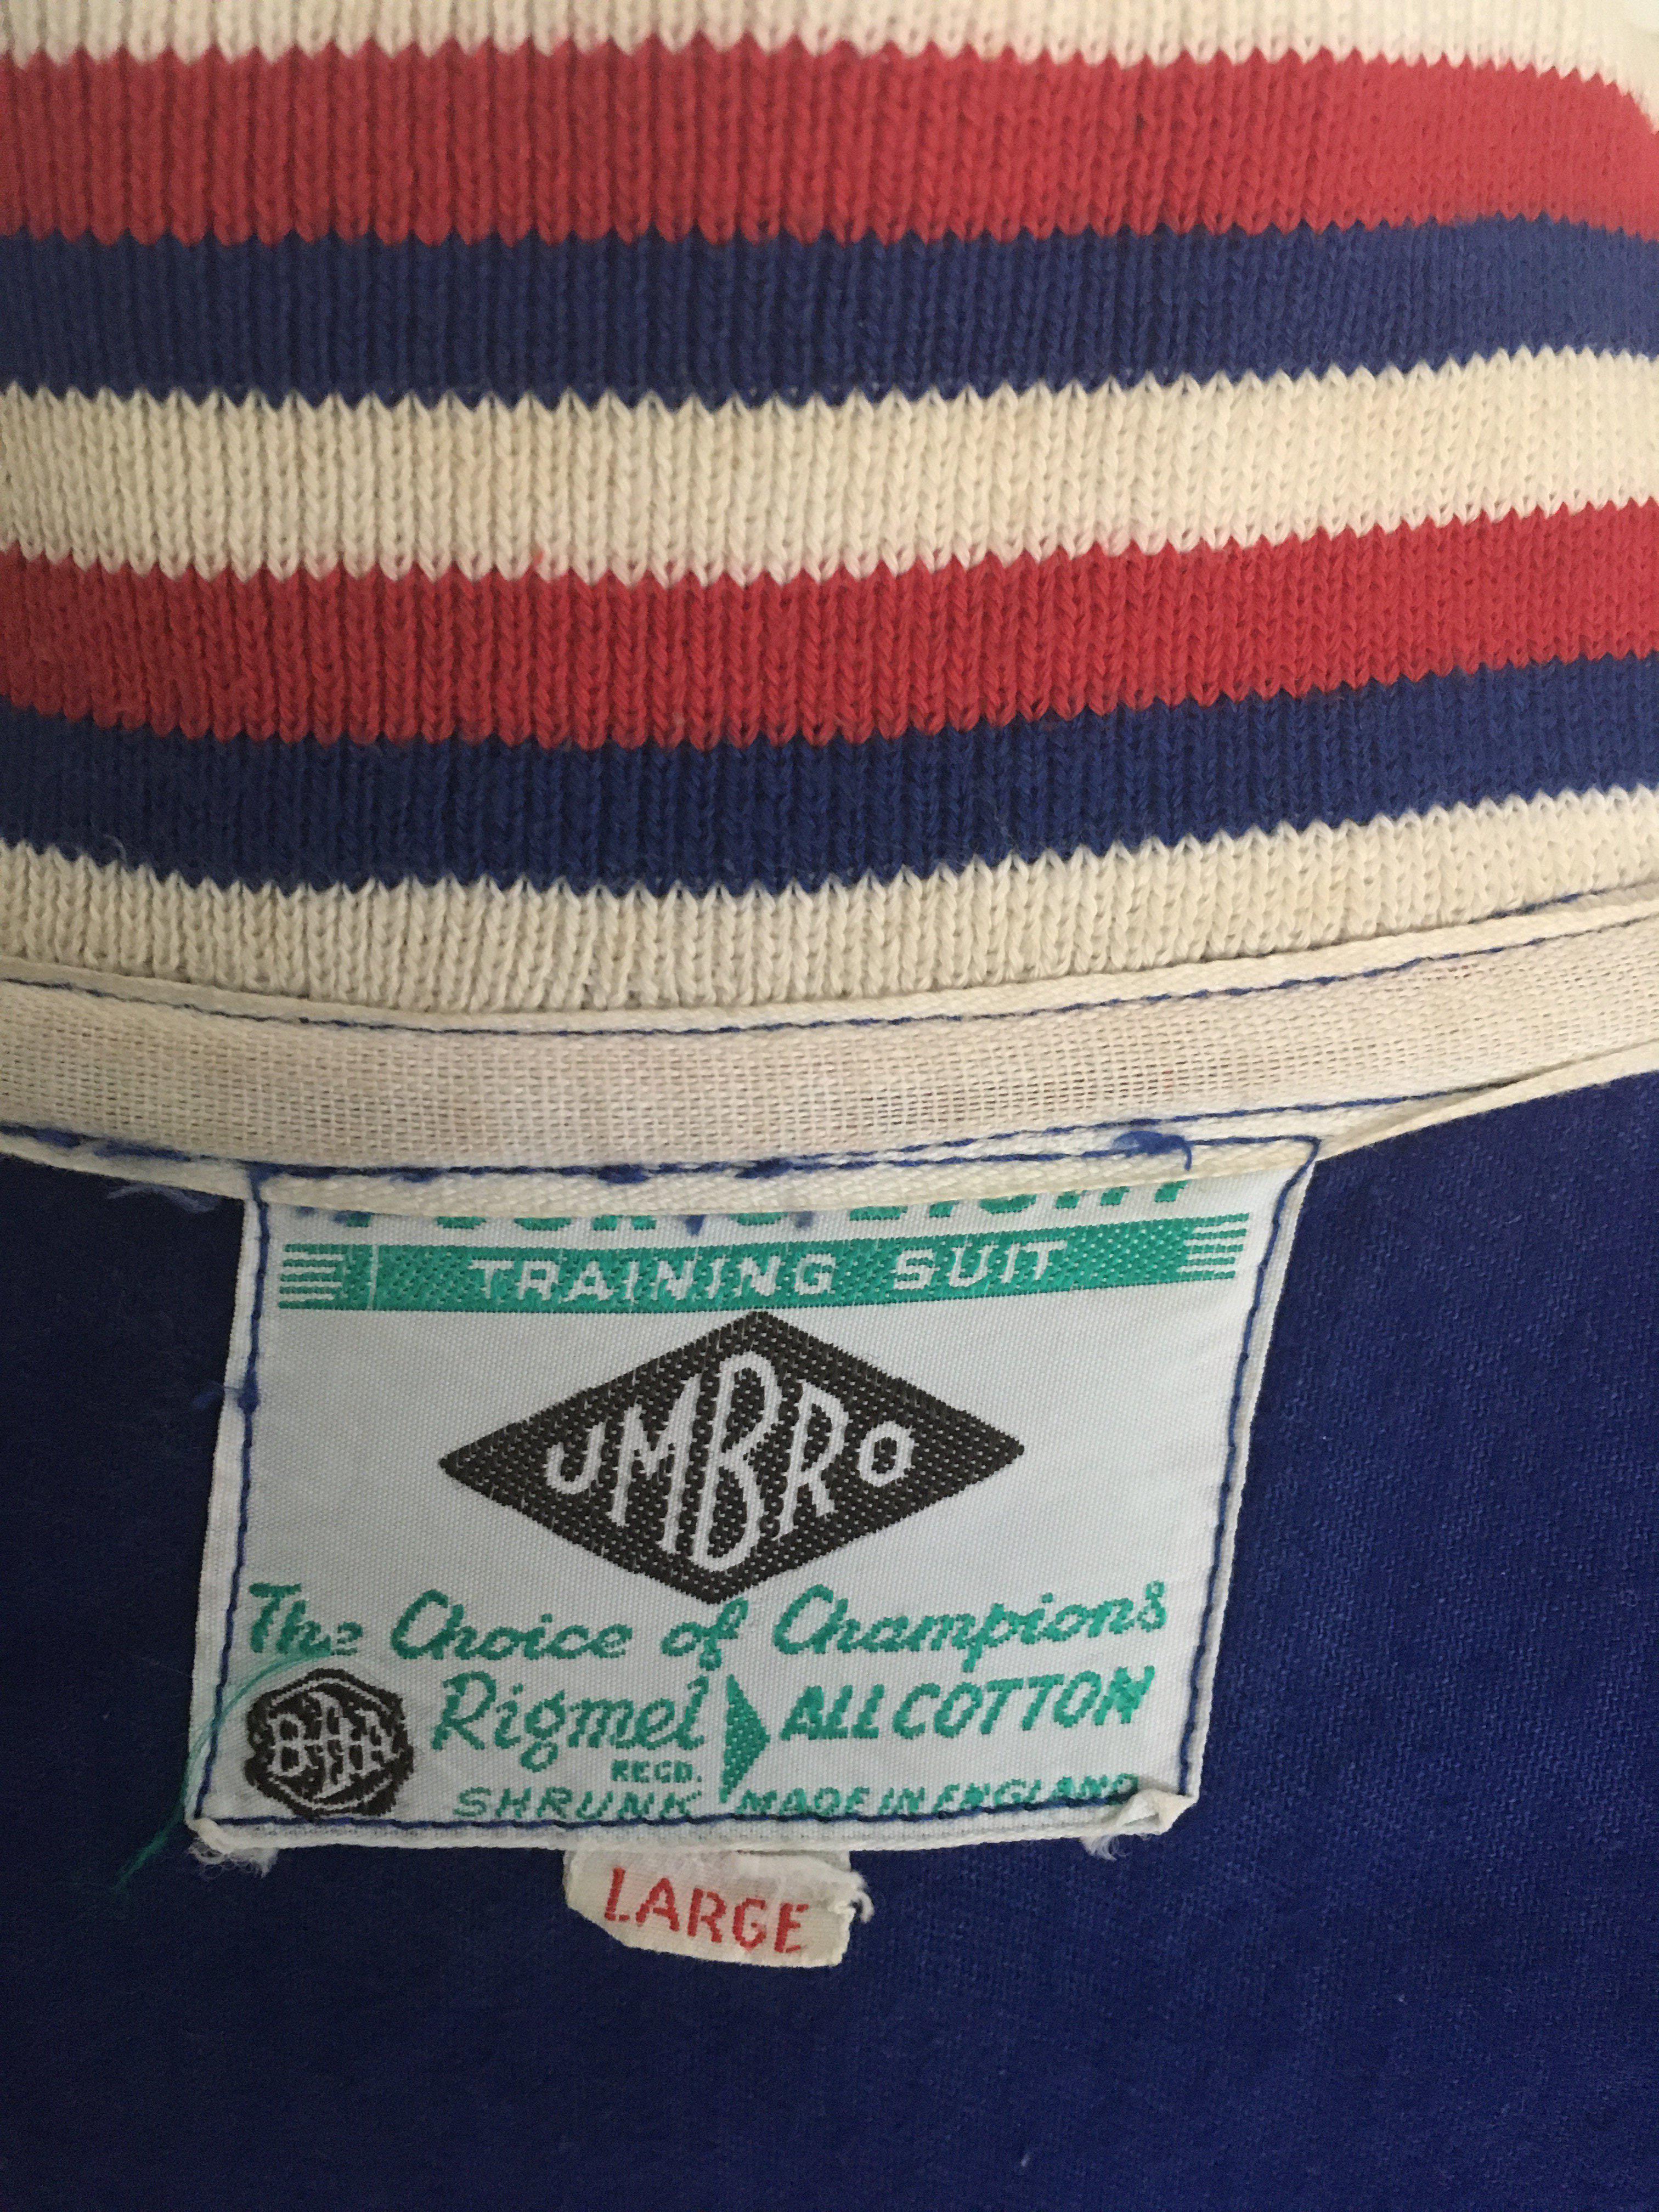 TRAINING SUIT
UMBRO
The Choice of Champions
Rigmel ALL COTTON
REGD.
SHRUNK MADE IN ENGLAND
LARGE